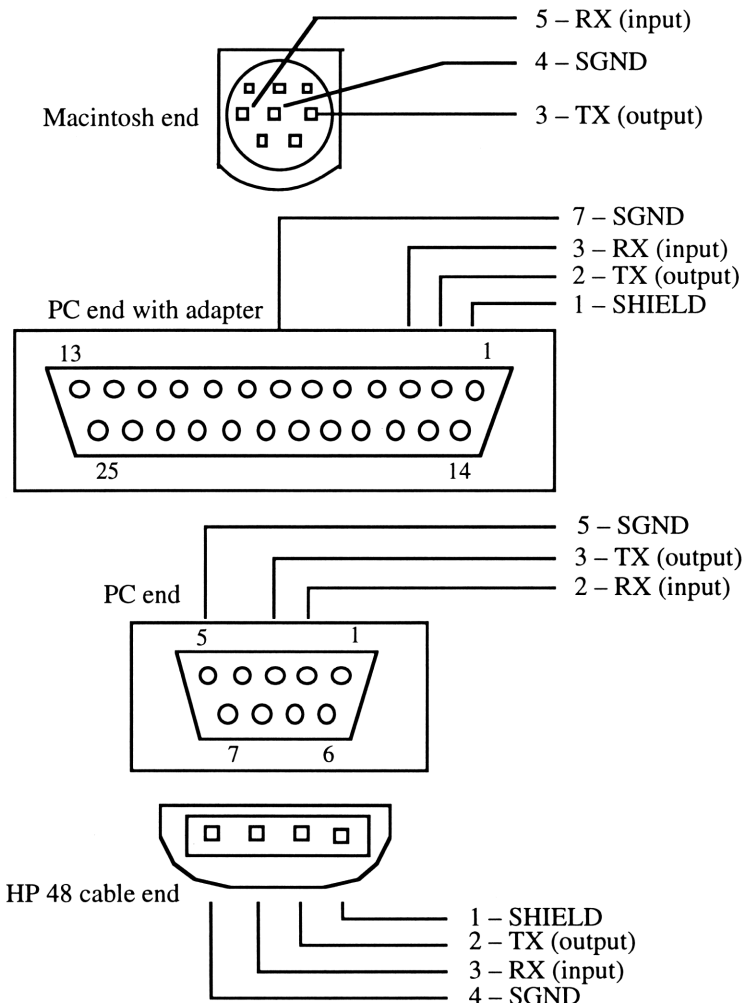 5 – RX (input)
4 – SGND
Macintosh end
3 – TX (output)
7 – SGND
3 – RX (input)
2 – TX (output)
1 – SHIELD
PC end with adapter
13 1
25 14
5 – SGND
3 – TX (output)
2 – RX (input)
PC end
5 1
7 6
HP 48 cable end
1 – SHIELD
2 – TX (output)
3 – RX (input)
4 – SGND